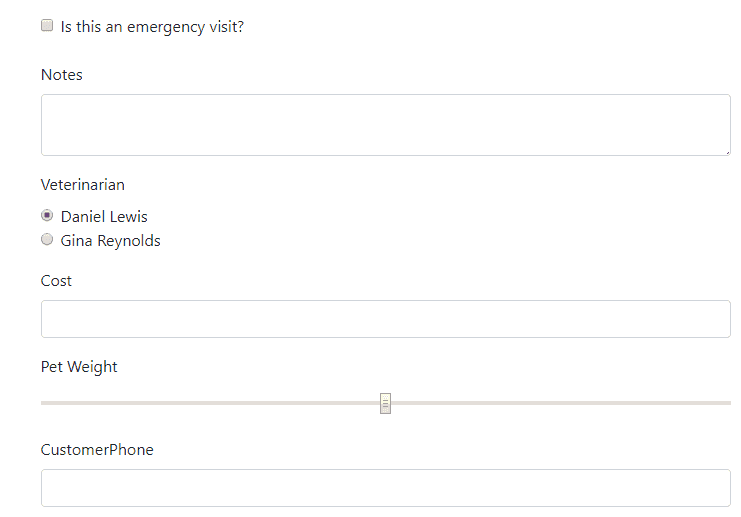 Is this an emergency visit?
Notes
Veterinarian
Daniel Lewis
Gina Reynolds
Cost
Pet Weight
CustomerPhone